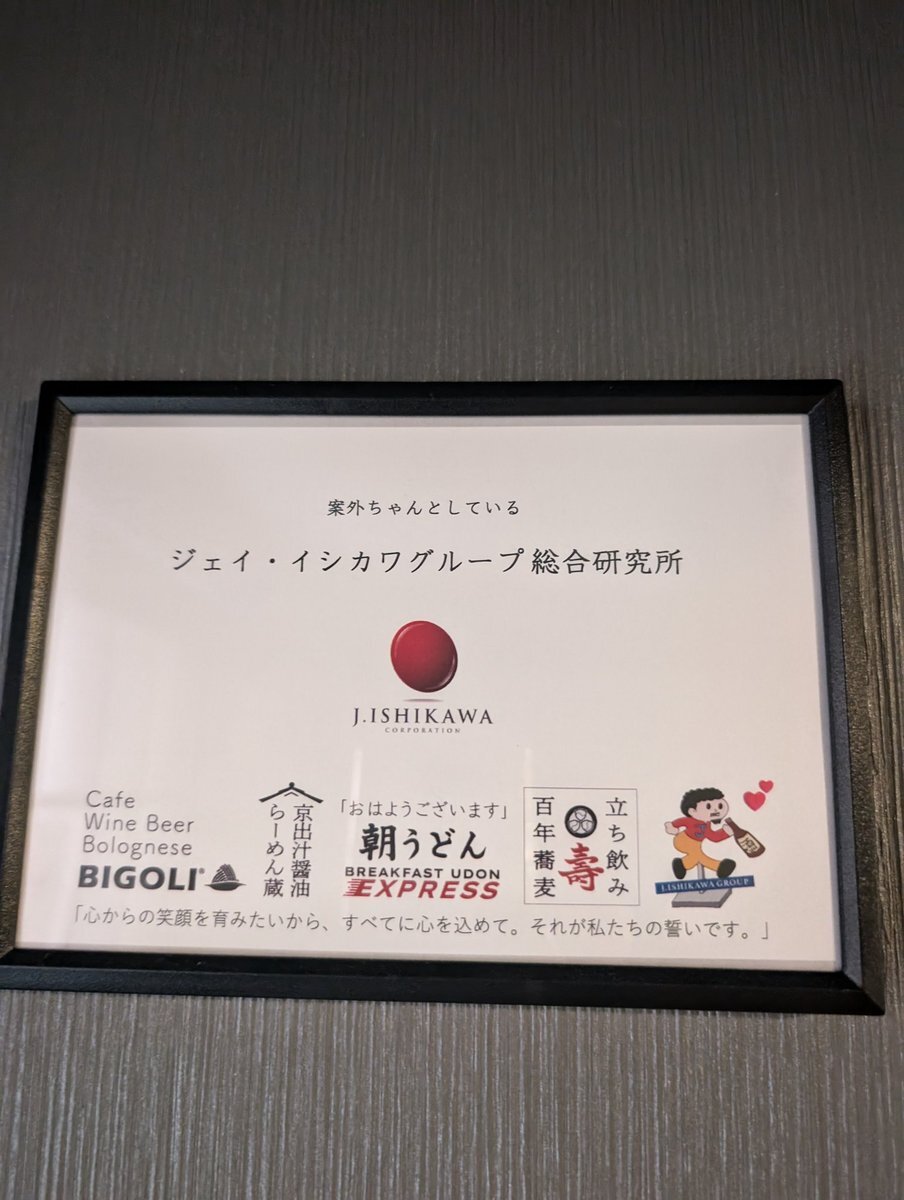 案外ちゃんとしている
ジェイ・イシカワグループ総合研究所
J.ISHIKAWA
CORPORATION
Cafe
Wine Beer
Bolognese
BIGOLI®
京出汁醤油
らーめん蔵
「おはようございます」
朝うどん
BREAKFAST UDON
EXPRESS
立ち飲み
壽
百年蕎麦
J.ISHIKAWA GROUP
「心からの笑顔を育みたいから、すべてに心を込めて。それが私たちの誓いです。」